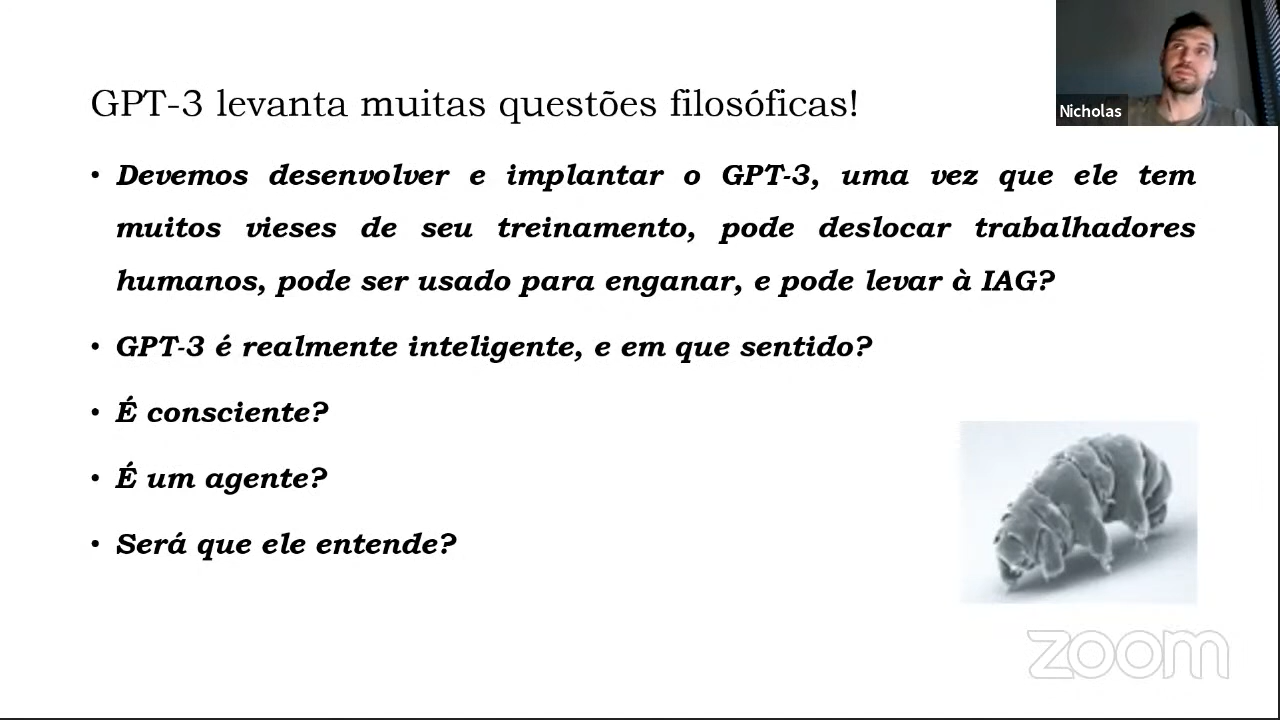 GPT-3 levanta muitas questões filosóficas!
Nicholas
• Devemos desenvolver e implantar o GPT-3, uma vez que ele tem
muitos vieses de seu treinamento, pode deslocar trabalhadores
humanos, pode ser usado para enganar, e pode levar à IAG?
• GPT-3 é realmente inteligente, e em que sentido?
• É consciente?
• É um agente?
• Será que ele entende?
zoom